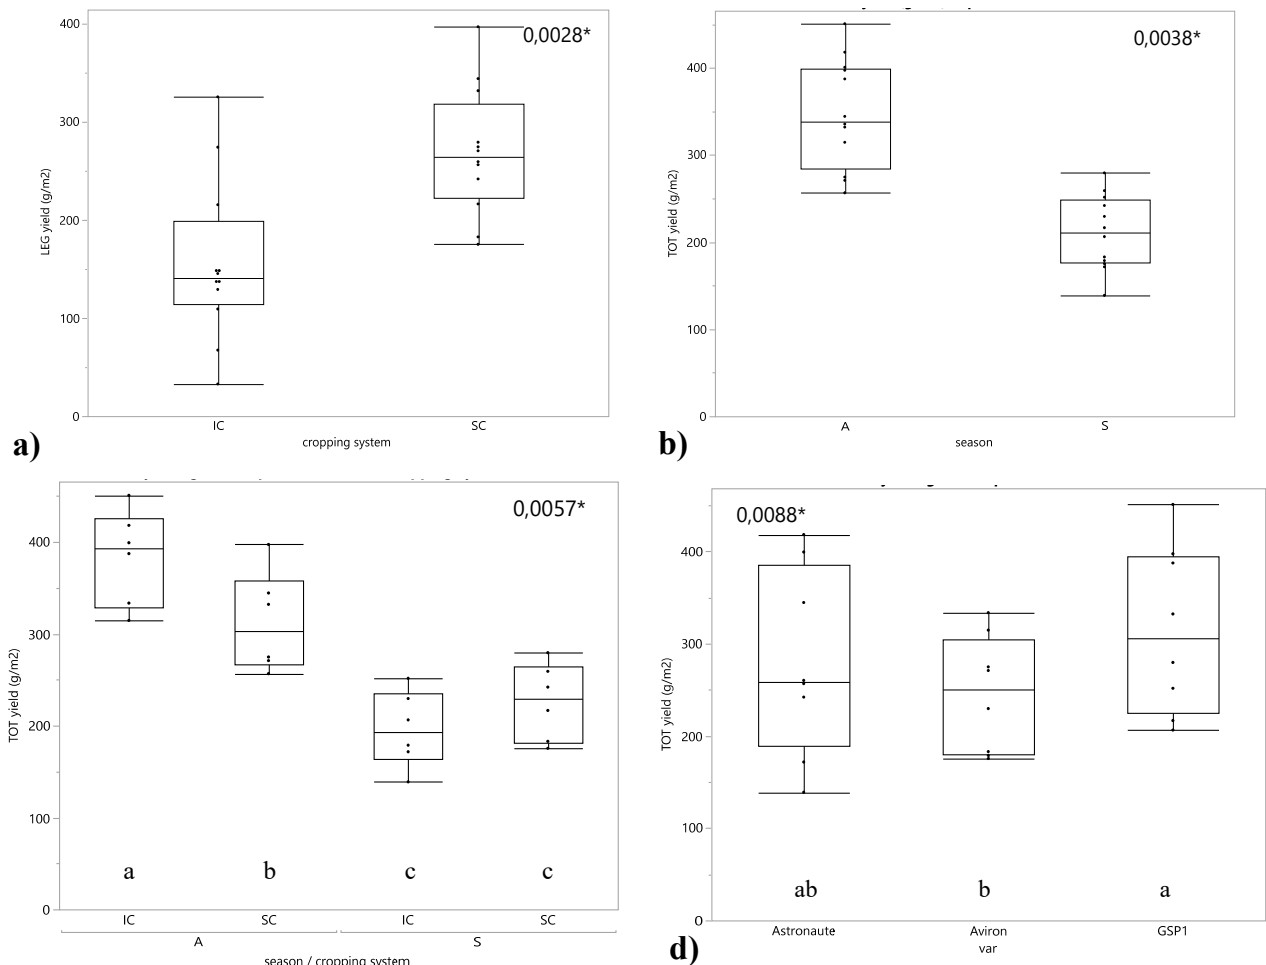 400
300
200
100
0
LEG yield (g/m2)
0,0028*
IC
SC
cropping system
a)
400
300
200
100
0
TOT yield (g/m2)
0,0038*
A
S
season
b)
400
300
200
100
0
TOT yield (g/m2)
0,0057*
a
b
c
c
IC
SC
IC
SC
A
S
season / cropping system
400
300
200
100
0
TOT yield (g/m2)
0,0088*
ab
b
a
Astronaute
Aviron
GSP1
var
d)